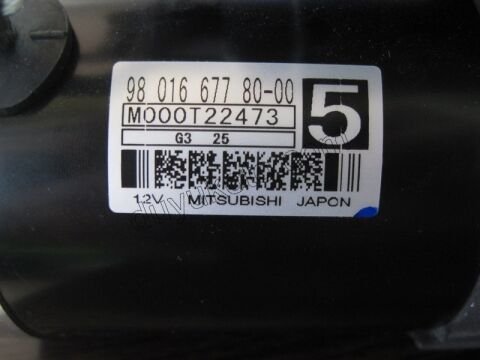 98 016 677 80-00
5
M000T22473
G3 25
12V MITSUBISHI JAPON